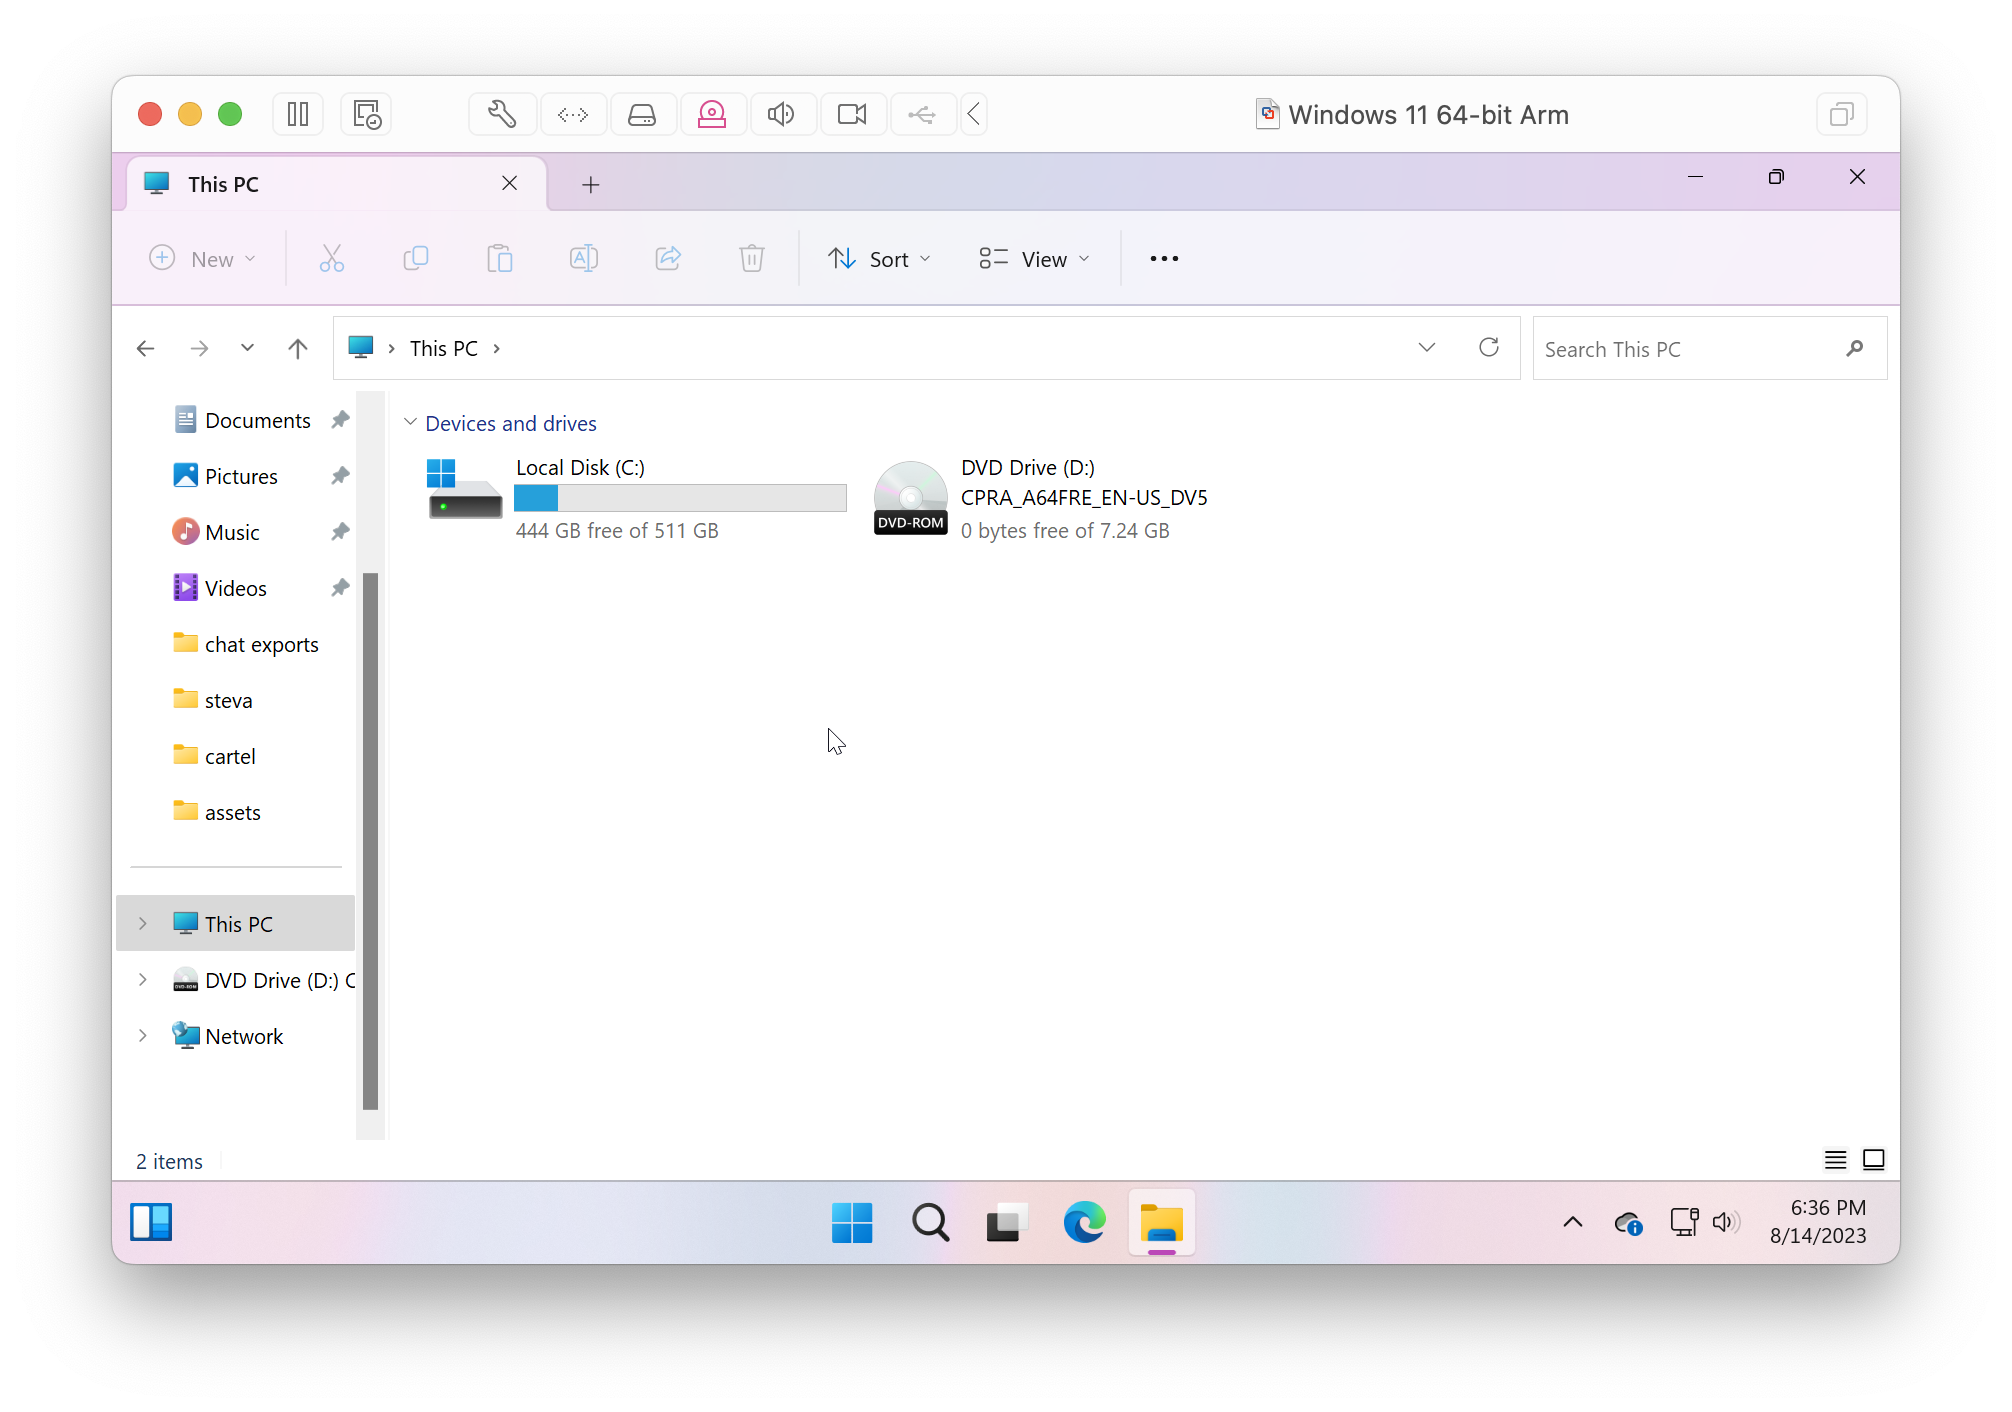 Windows 11 64-bit Arm
This PC
New
Sort
View
This PC
Search This PC
Documents
Pictures
Music
Videos
chat exports
steva
cartel
assets
This PC
DVD Drive (D:) C
Network
Devices and drives
Local Disk (C:)
444 GB free of 511 GB
DVD-ROM
DVD Drive (D:)
CPRA_A64FRE_EN-US_DV5
0 bytes free of 7.24 GB
2 items
6:36 PM
8/14/2023